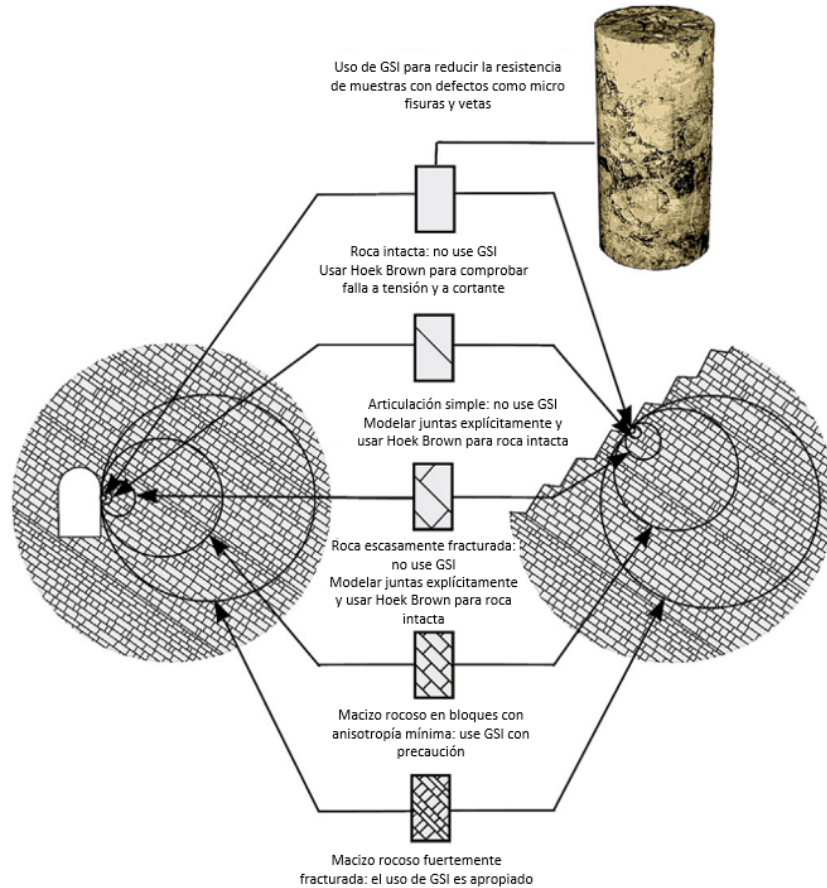 Uso de GSI para reducir la resistencia
de muestras con defectos como micro
fisuras y vetas
Roca intacta: no use GSI
Usar Hoek Brown para comprobar
falla a tensión y a cortante
Articulación simple: no use GSI
Modelar juntas explícitamente y
usar Hoek Brown para roca intacta
Roca escasamente fracturada:
no use GSI
Modelar juntas explícitamente
y usar Hoek Brown para roca
intacta
Macizo rocoso en bloques con
anisotropía mínima: use GSI con
precaución
Macizo rocoso fuertemente
fracturada: el uso de GSI es apropiado